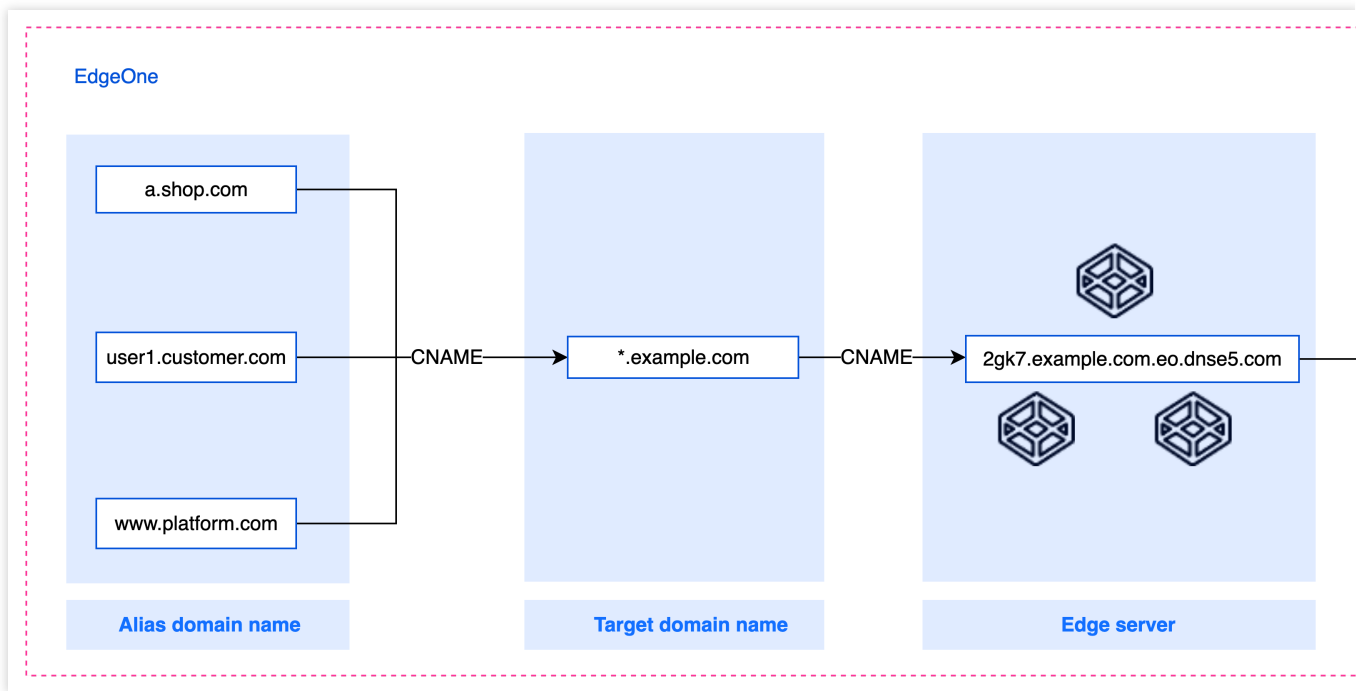 EdgeOne
a.shop.com
user1.customer.com
CNAME
*.example.com
CNAME
2gk7.example.com.eo.dnse5.com
www.platform.com
Alias domain name
Target domain name
Edge server